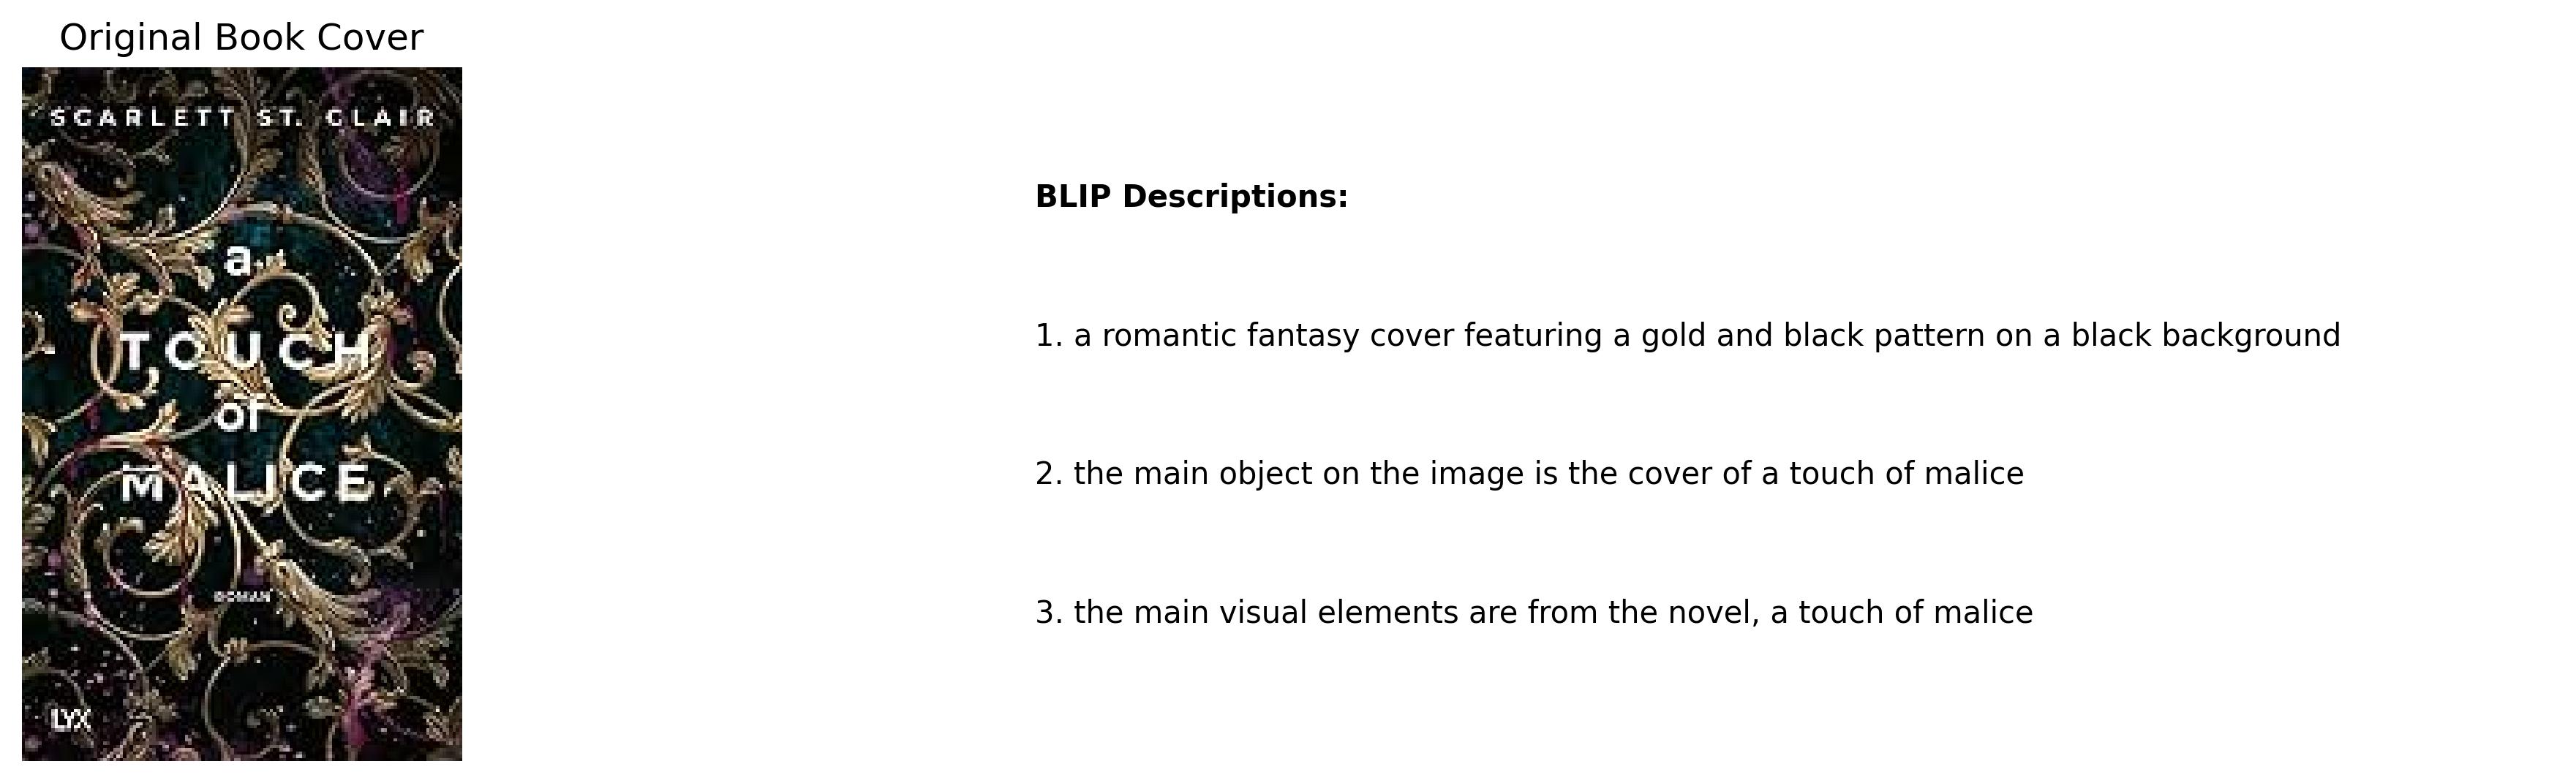 Original Book Cover
SCARLETT ST. CLAIR
a
TOUCH
of
MALICE
ROMAN
LYX
BLIP Descriptions:
1. a romantic fantasy cover featuring a gold and black pattern on a black background
2. the main object on the image is the cover of a touch of malice
3. the main visual elements are from the novel, a touch of malice